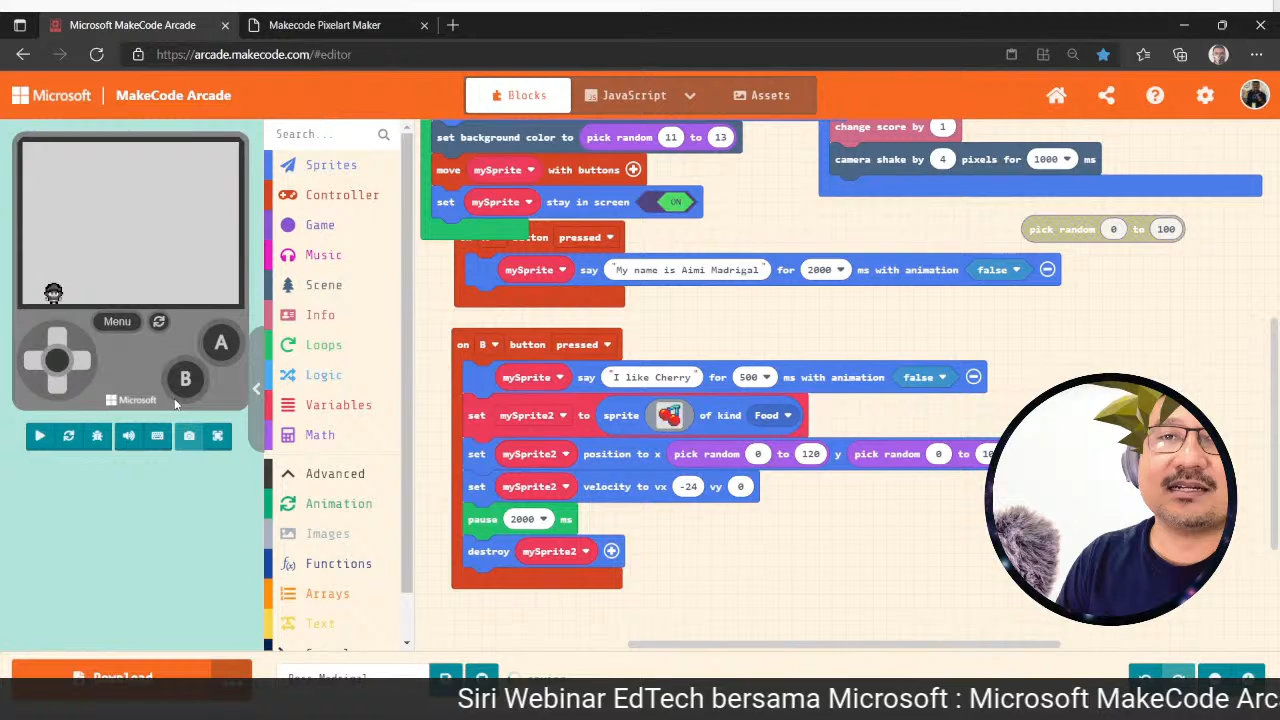 Microsoft MakeCode Arcade
Makecode Pixelart Maker
https://arcade.makecode.com/#editor
Microsoft
MakeCode Arcade
Blocks
JavaScript
Assets
Menu
A
B
Microsoft
Search...
Sprites
Controller
Game
Music
Scene
Info
Loops
Logic
Variables
Math
Advanced
Animation
Images
Functions
Arrays
Text
set background color to pick random 11 to 13
move mySprite with buttons
set mySprite stay in screen ON
button pressed
mySprite say "My name is Aimi Madrigal" for 2000 ms with animation false
on B button pressed
mySprite say "I like Cherry" for 500 ms with animation false
set mySprite2 to sprite of kind Food
set mySprite2 position to x pick random 0 to 120 y pick random 0 to
set mySprite2 velocity to vx -24 vy 0
pause 2000 ms
destroy mySprite2
change score by 1
camera shake by 4 pixels for 1000 ms
pick random 0 to 100
Download
Siri Webinar EdTech bersama Microsoft : Microsoft MakeCode Arc